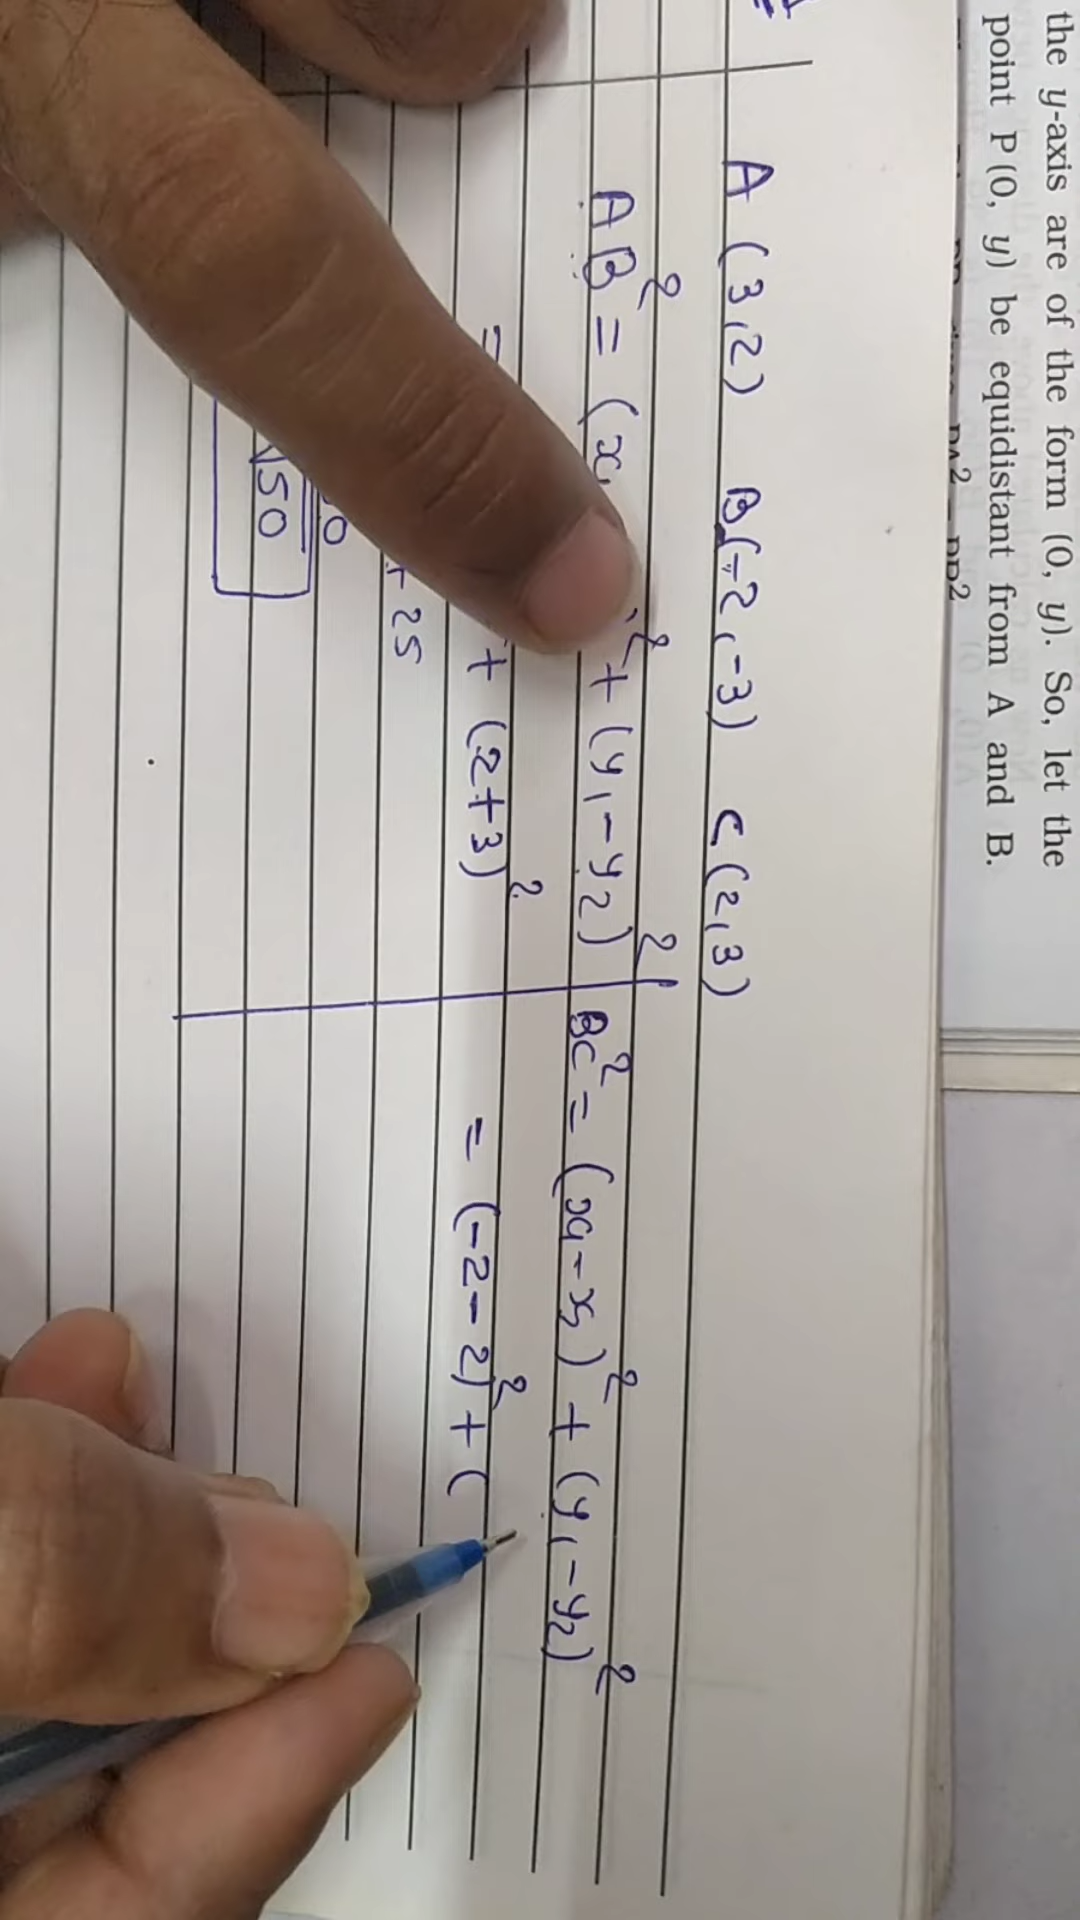 the y-axis are of the form (0, y). So, let the
point P(0, y) be equidistant from A and B.
A (3,2) B(-2,-3) C(2,3)
AB² = (x₁ ² + (y₁ - y₂)² BC² = (x₁ - x₂)² + (y₁ - y₂)²
= + (2+3)² = (-2-2)² + (
+ 25
√50